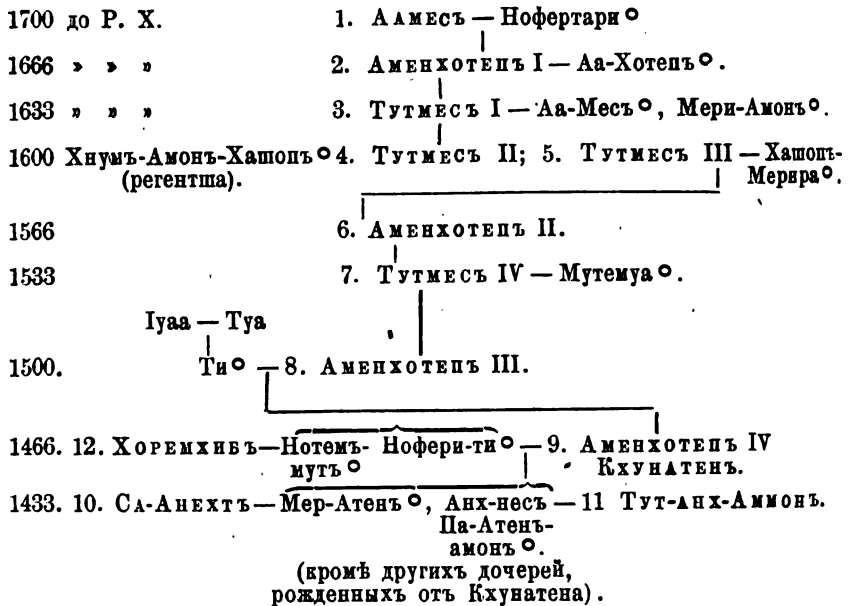 1700 до Р. Х. 1. Аамесъ — Нофертари○
1666 » » » 2. Аменхотепъ I — Аа-Хотепъ○.
1633 » » » 3. Тутмесъ I — Аа-Месъ○, Мери-Амонъ○.
1600 Хнумъ-Амонъ-Хашопъ○ 4. Тутмесъ II; 5. Тутмесъ III — Хашопъ-
(регентша). Мерира○.
1566 6. Аменхотепъ II.
1533 7. Тутмесъ IV — Мутемуа○.
Іуаа — Туа
1500. Ти○ — 8. Аменхотепъ III.
1466. 12. Хоремхибъ — Нотемъ- Нофери-ти○ — 9. Аменхотепъ IV
мутъ○ Кхунатенъ.
1433. 10. Са-Анехтъ — Мер-Атенъ○, Анх-несъ — 11 Тут-анх-Аммонъ.
Па-Атенъ-
амонъ○.
(кромѣ другихъ дочерей,
рожденныхъ отъ Кхунатена).